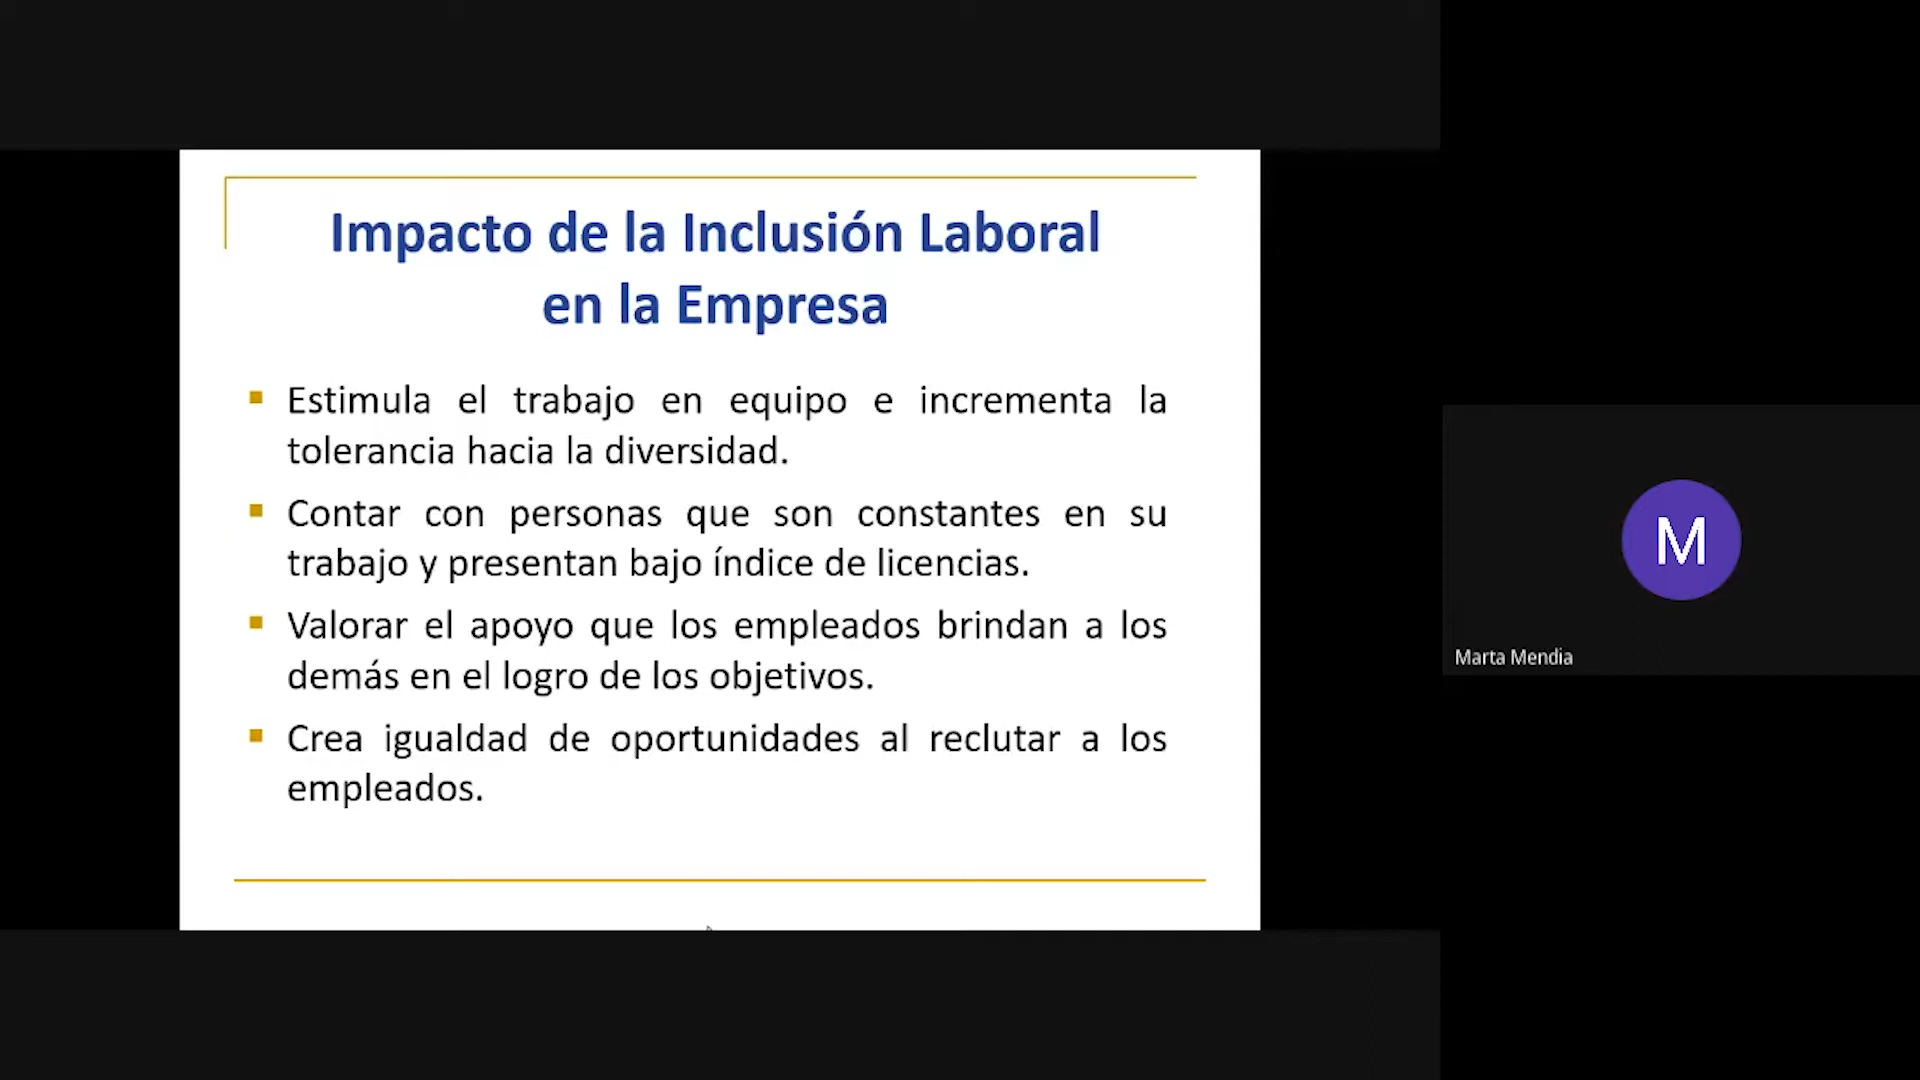 Impacto de la Inclusión Laboral
en la Empresa
Estimula el trabajo en equipo e incrementa la
tolerancia hacia la diversidad.
Contar con personas que son constantes en su
trabajo y presentan bajo índice de licencias.
Valorar el apoyo que los empleados brindan a los
demás en el logro de los objetivos.
Crea igualdad de oportunidades al reclutar a los
empleados.
M
Marta Mendia